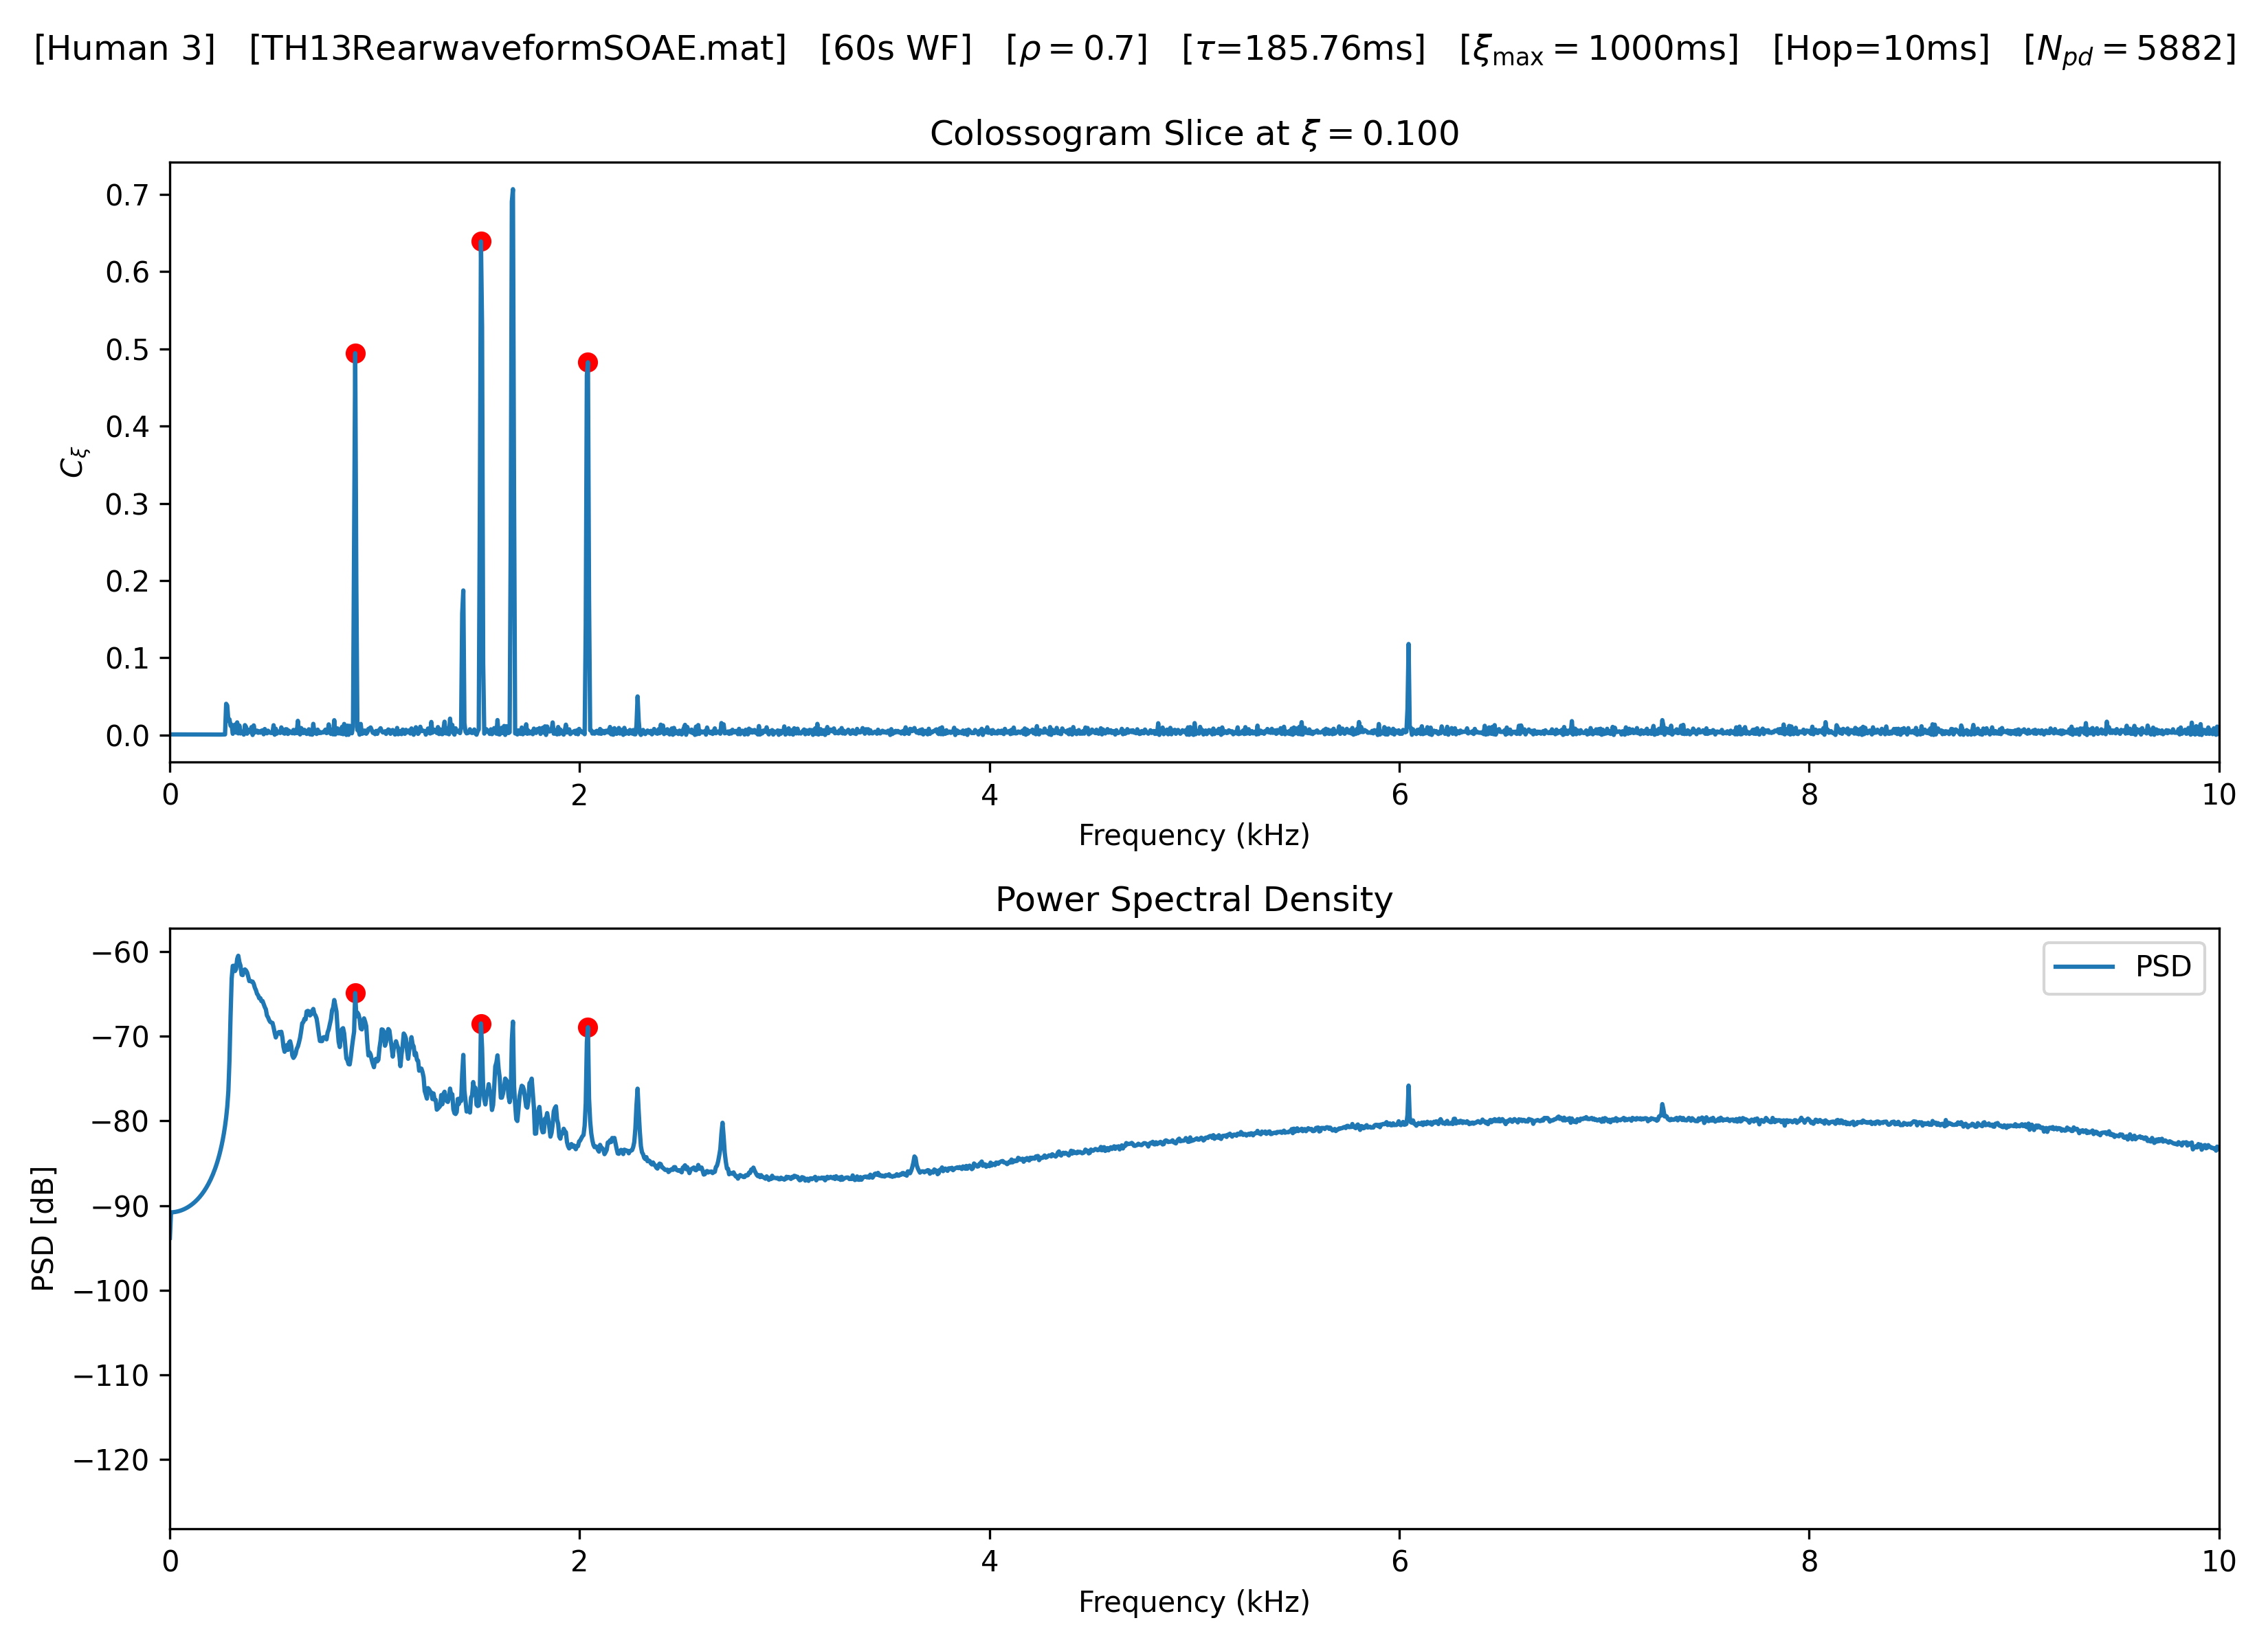 [Human 3] [TH13RearwaveformSOAE.mat] [60s WF] [ρ = 0.7] [τ=185.76ms] [ξmax = 1000ms] [Hop=10ms] [Npd = 5882]
Colossogram Slice at ξ = 0.100
0.7
0.6
0.5
0.4
0.3
0.2
0.1
0.0
Cξ
0 2 4 6 8 10
Frequency (kHz)
Power Spectral Density
PSD
−60
−70
−80
−90
−100
−110
−120
PSD [dB]
0 2 4 6 8 10
Frequency (kHz)